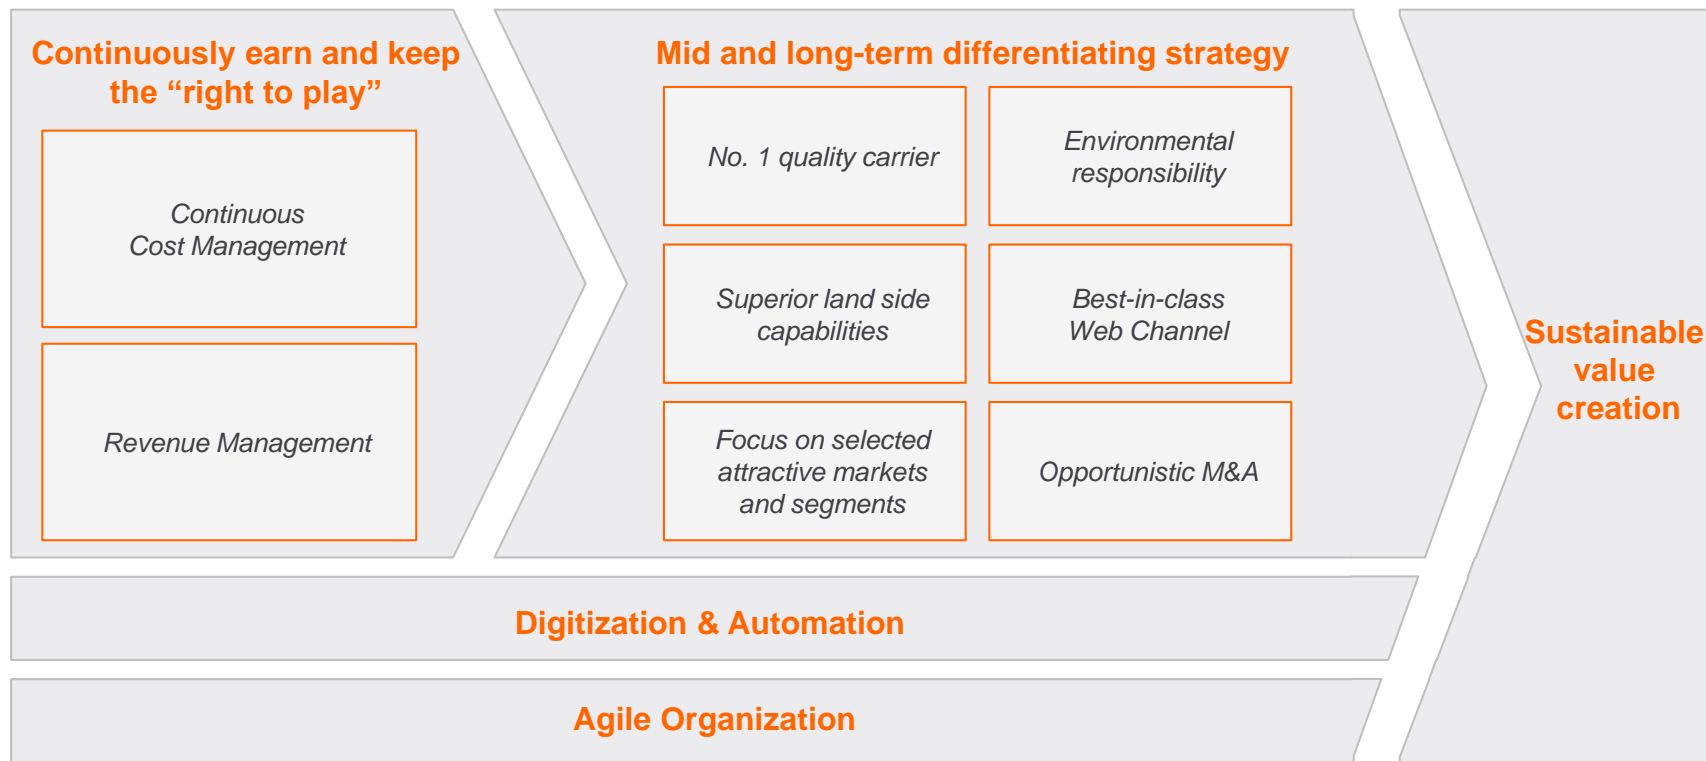 Continuously earn and keep
the “right to play”
Continuous
Cost Management
Revenue Management
Mid and long-term differentiating strategy
No. 1 quality carrier
Environmental
responsibility
Superior land side
capabilities
Best-in-class
Web Channel
Focus on selected
attractive markets
and segments
Opportunistic M&A
Sustainable
value
creation
Digitization & Automation
Agile Organization